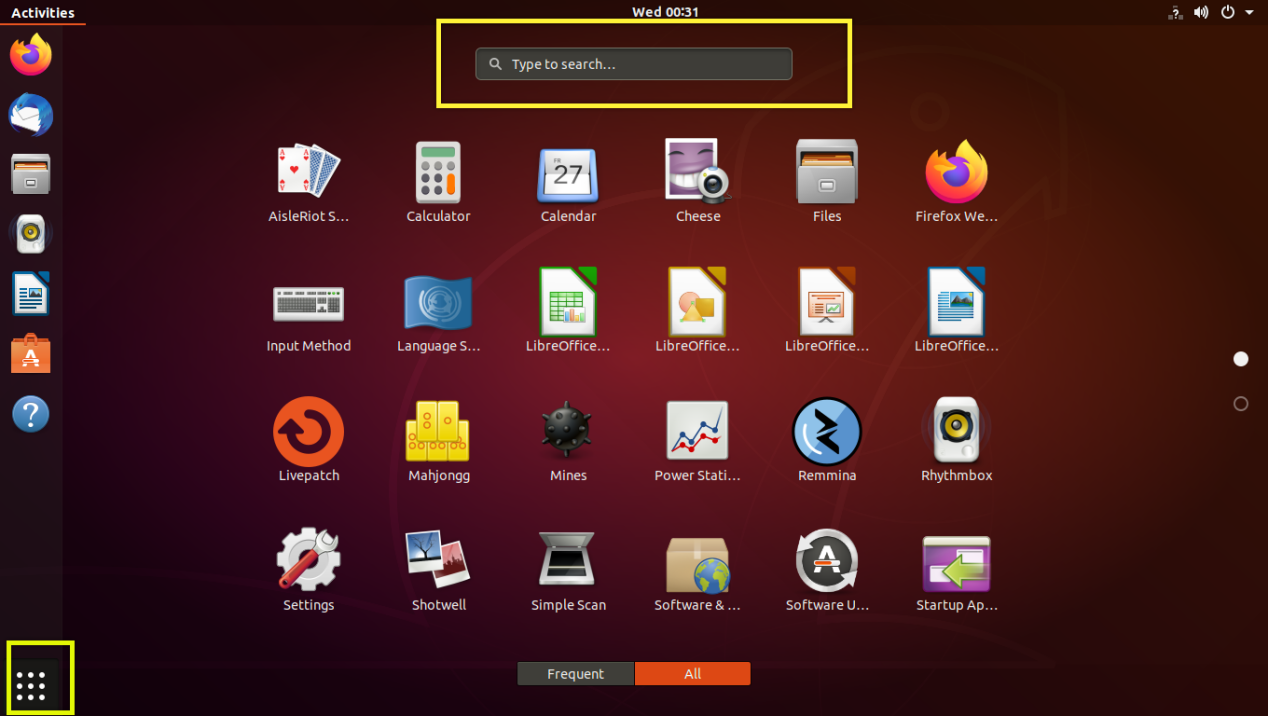 Activities
Wed 00:31
?
Type to search...
FR
27
AisleRiot S...
Calculator
Calendar
Cheese
Files
Firefox We...
Input Method
Language S...
LibreOffice...
LibreOffice...
LibreOffice...
LibreOffice...
Livepatch
Mahjongg
Mines
Power Stati...
Remmina
Rhythmbox
Settings
Shotwell
Simple Scan
Software & ...
Software U...
Startup Ap...
?
Frequent
All